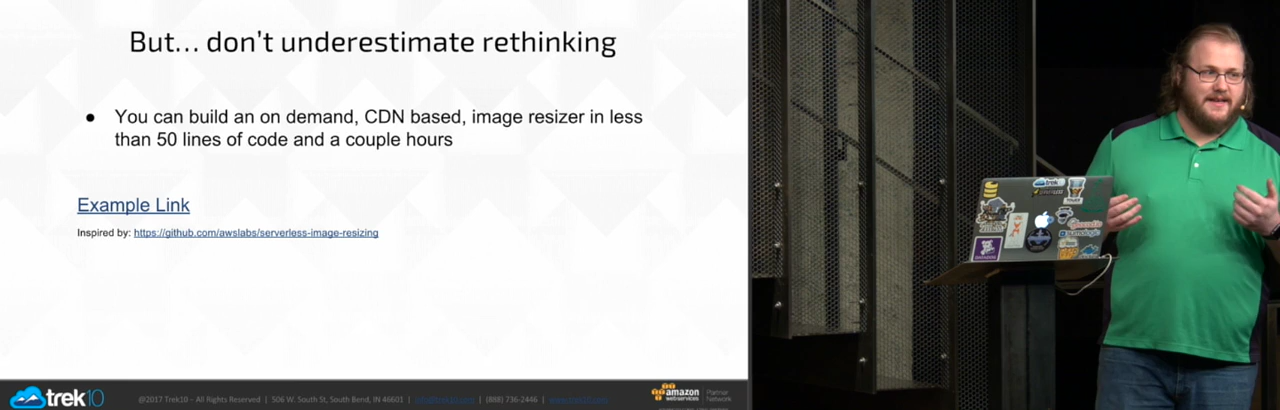 But... don't underestimate rethinking
● You can build an on demand, CDN based, image resizer in less
than 50 lines of code and a couple hours
Example Link
Inspired by: https://github.com/awslabs/serverless-image-resizing
trek10
@2017 Trek10 – All Rights Reserved | 506 W. South St, South Bend, IN 46601 | | (888) 736-2446 |
amazon
webservices
Partner
Network
trek